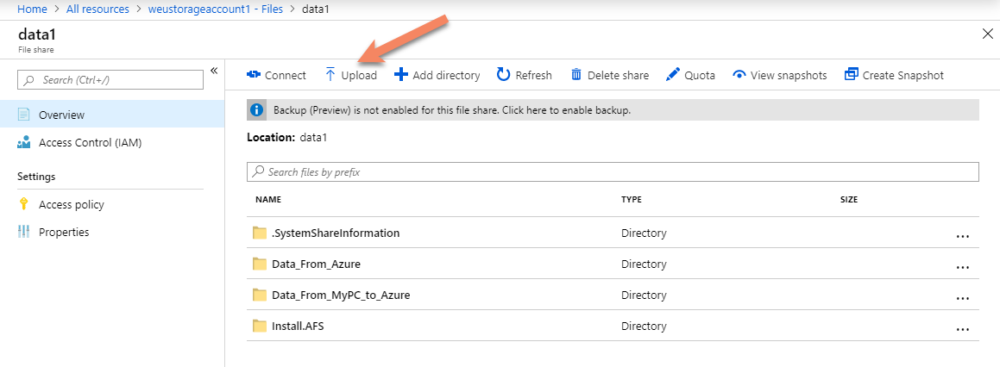 Home > All resources > weustorageaccount1 - Files > data1
data1
File share
Search (Ctrl+/)
Overview
Access Control (IAM)
Settings
Access policy
Properties
Connect Upload Add directory Refresh Delete share Quota View snapshots Create Snapshot
Backup (Preview) is not enabled for this file share. Click here to enable backup.
Location: data1
Search files by prefix
NAME TYPE SIZE
.SystemShareInformation Directory ...
Data_From_Azure Directory ...
Data_From_MyPC_to_Azure Directory ...
Install.AFS Directory ...